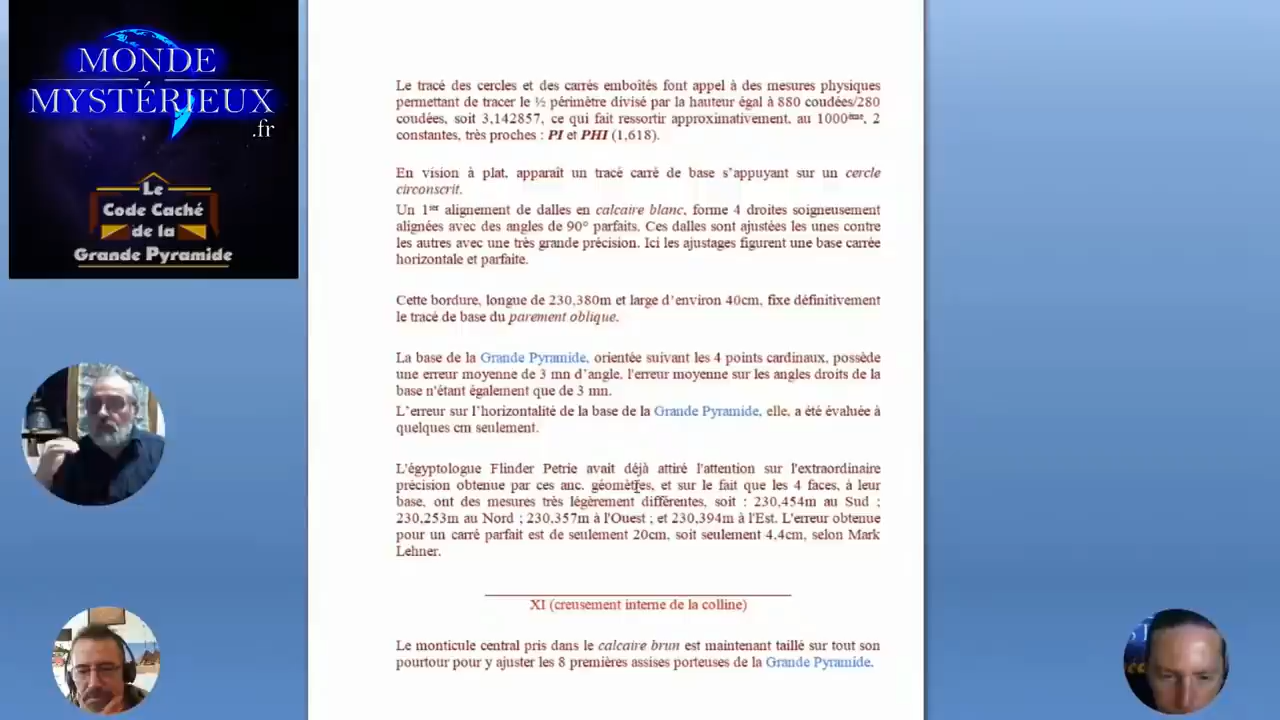 MONDE
MYSTÉRIEUX
.fr
Le
Code Caché
de la
Grande Pyramide
Le tracé des cercles et des carrés emboîtés font appel à des mesures physiques
permettant de tracer le ½ périmètre divisé par la hauteur égal à 880 coudées/280
coudées, soit 3,142857, ce qui fait ressortir approximativement, au 1000ème, 2
constantes, très proches : PI et PHI (1,618).
En vision à plat, apparaît un tracé carré de base s'appuyant sur un cercle
circonscrit.
Un 1er alignement de dalles en calcaire blanc, forme 4 droites soigneusement
alignées avec des angles de 90° parfaits. Ces dalles sont ajustées les unes contre
les autres avec une très grande précision. Ici les ajustages figurent une base carrée
horizontale et parfaite.
Cette bordure, longue de 230,380m et large d'environ 40cm, fixe définitivement
le tracé de base du parement oblique.
La base de la Grande Pyramide, orientée suivant les 4 points cardinaux, possède
une erreur moyenne de 3 mn d'angle, l'erreur moyenne sur les angles droits de la
base n'étant également que de 3 mn.
L'erreur sur l'horizontalité de la base de la Grande Pyramide, elle, a été évaluée à
quelques cm seulement.
L'égyptologue Flinder Petrie avait déjà attiré l'attention sur l'extraordinaire
précision obtenue par ces anc. géomètres, et sur le fait que les 4 faces, à leur
base, ont des mesures très légèrement différentes, soit : 230,454m au Sud ;
230,253m au Nord ; 230,357m à l'Ouest ; et 230,394m à l'Est. L'erreur obtenue
pour un carré parfait est de seulement 20cm, soit seulement 4,4cm, selon Mark
Lehner.
XI (creusement interne de la colline)
Le monticule central pris dans le calcaire brun est maintenant taillé sur tout son
pourtour pour y ajuster les 8 premières assises porteuses de la Grande Pyramide.